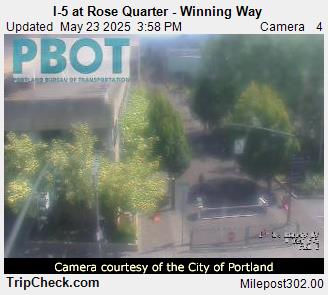 I-5 at Rose Quarter - Winning Way
Updated May 23 2025 3:58 PM Camera 4
PBOT
PORTLAND BUREAU OF TRANSPORTATION
Camera courtesy of the City of Portland
TripCheck.com Milepost302.00